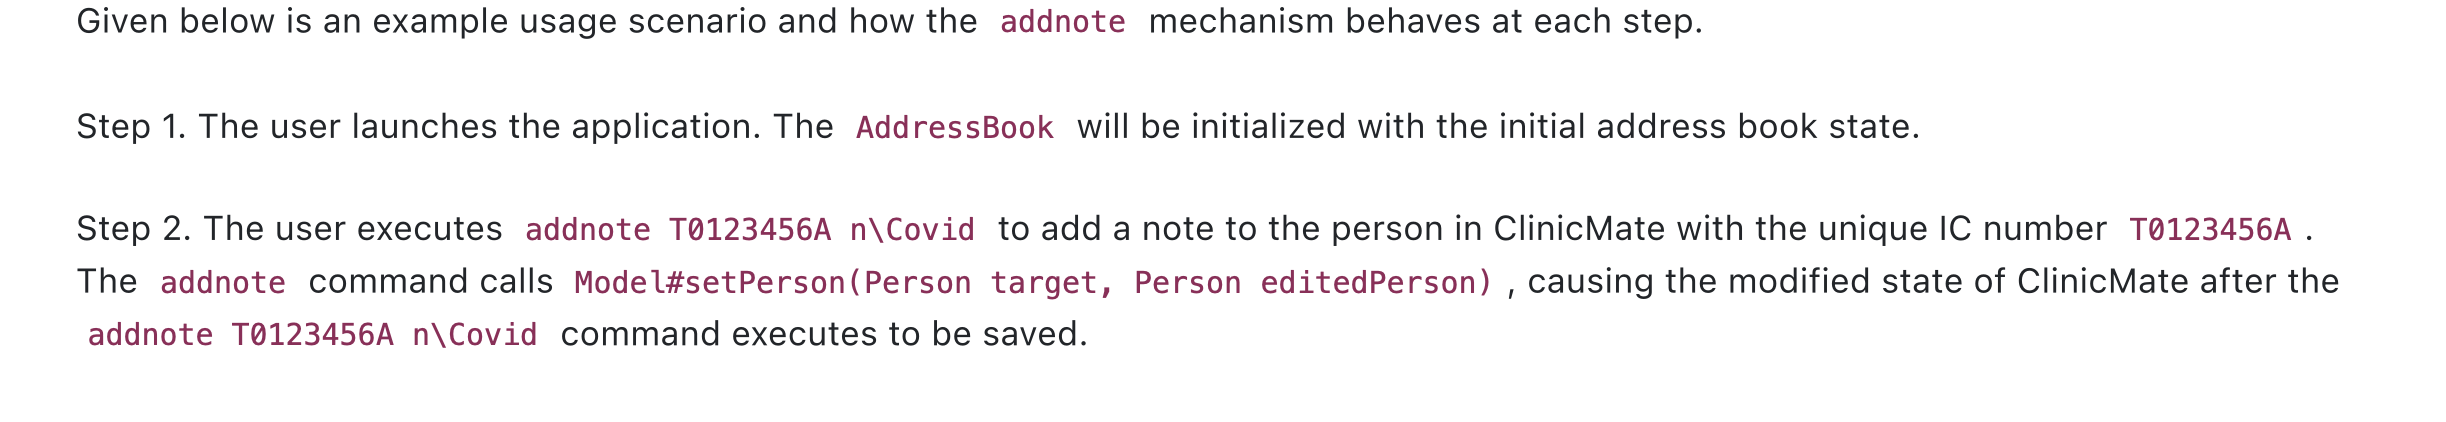 Given below is an example usage scenario and how the addnote mechanism behaves at each step.
Step 1. The user launches the application. The AddressBook will be initialized with the initial address book state.
Step 2. The user executes addnote T0123456A n\Covid to add a note to the person in ClinicMate with the unique IC number T0123456A .
The addnote command calls Model#setPerson(Person target, Person editedPerson) , causing the modified state of ClinicMate after the
addnote T0123456A n\Covid command executes to be saved.